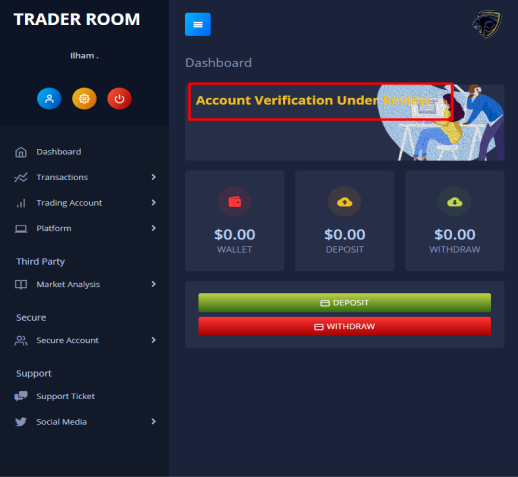 TRADER ROOM
Ilham .
Dashboard
Transactions
Trading Account
Platform
Third Party
Market Analysis
Secure
Secure Account
Support
Support Ticket
Social Media
Dashboard
Account Verification Under Review
$0.00
WALLET
$0.00
DEPOSIT
$0.00
WITHDRAW
DEPOSIT
WITHDRAW